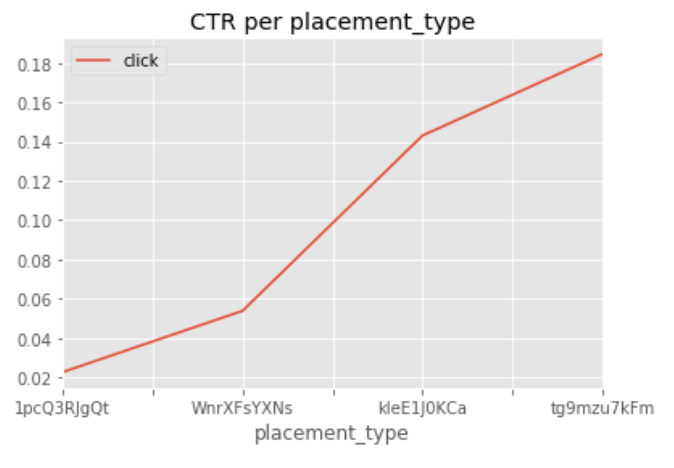 CTR per placement_type
click
0.18
0.16
0.14
0.12
0.10
0.08
0.06
0.04
0.02
1pcQ3RJgQt WnrXFsYXNs kleE1J0KCa tg9mzu7kFm
placement_type